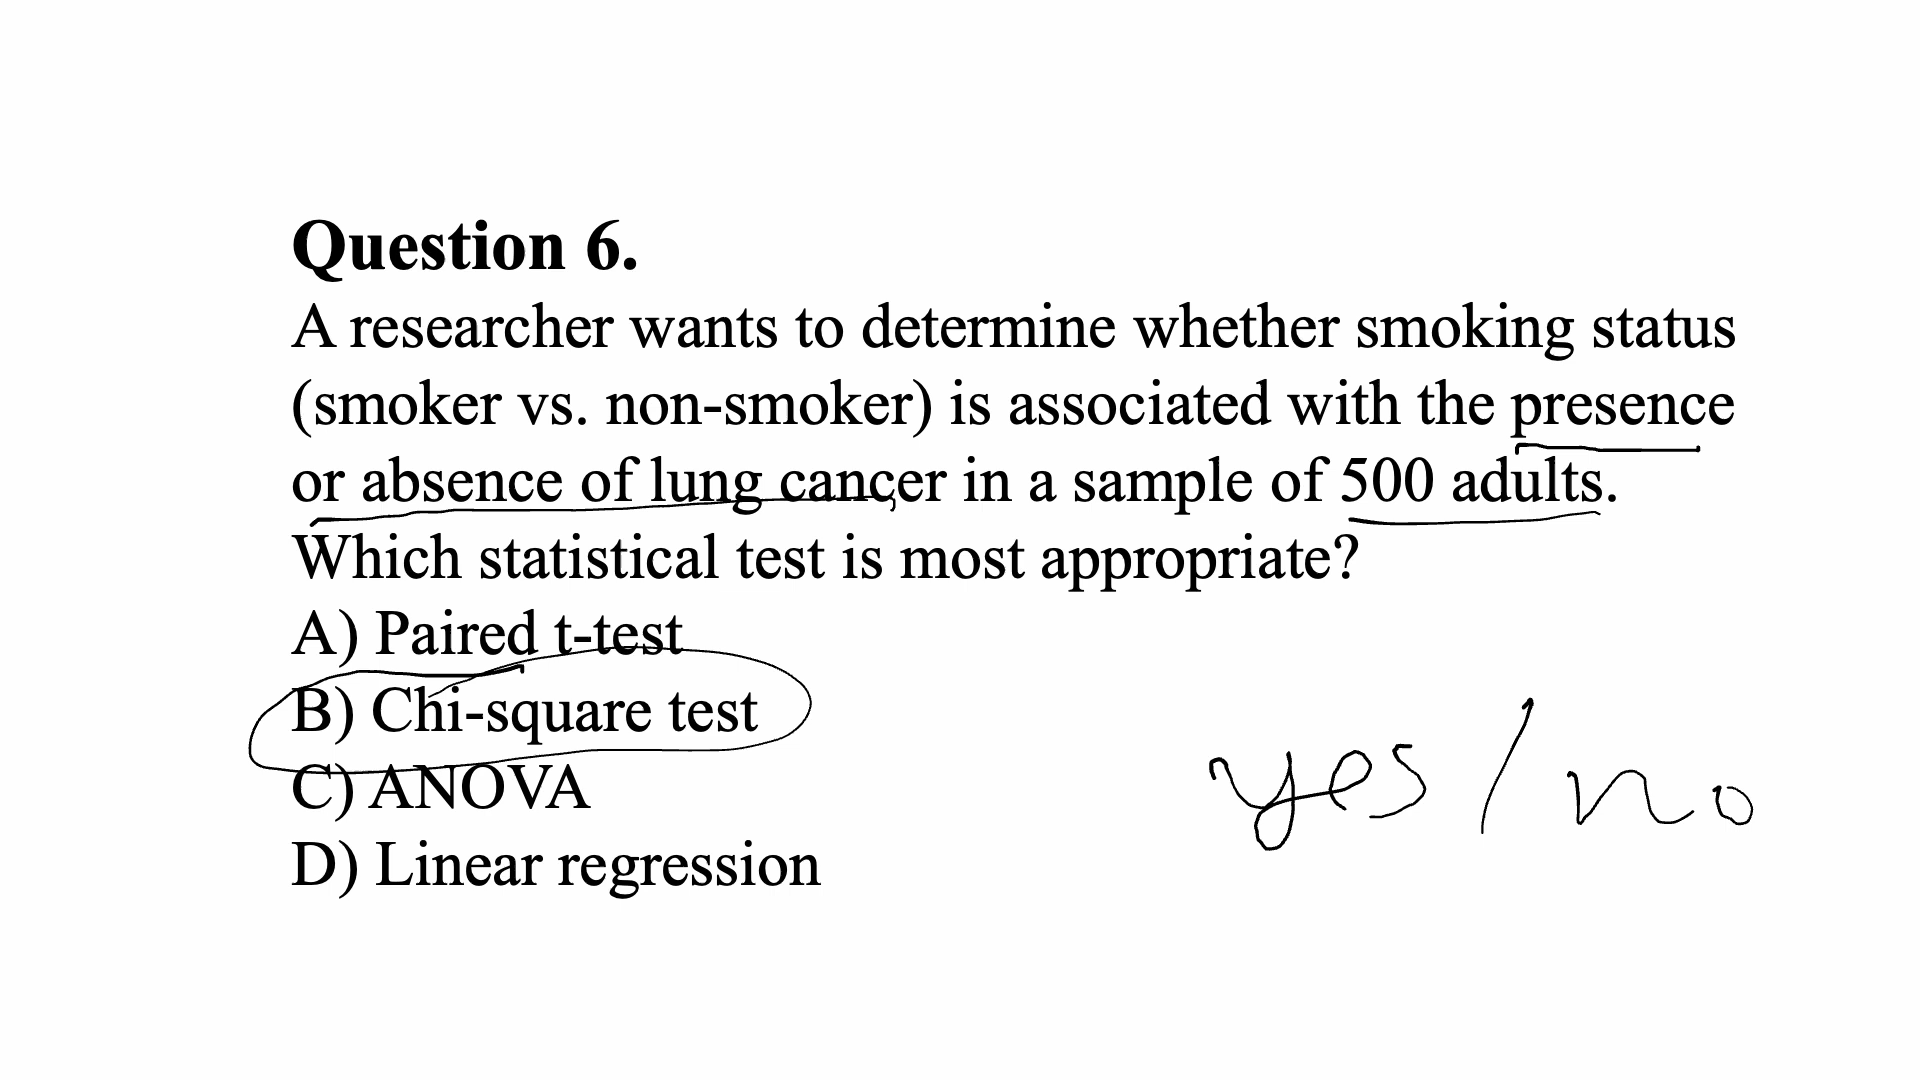 Question 6.
A researcher wants to determine whether smoking status
(smoker vs. non-smoker) is associated with the presence
or absence of lung cancer in a sample of 500 adults.
Which statistical test is most appropriate?
A) Paired t-test
B) Chi-square test
C) ANOVA
D) Linear regression
yes / no